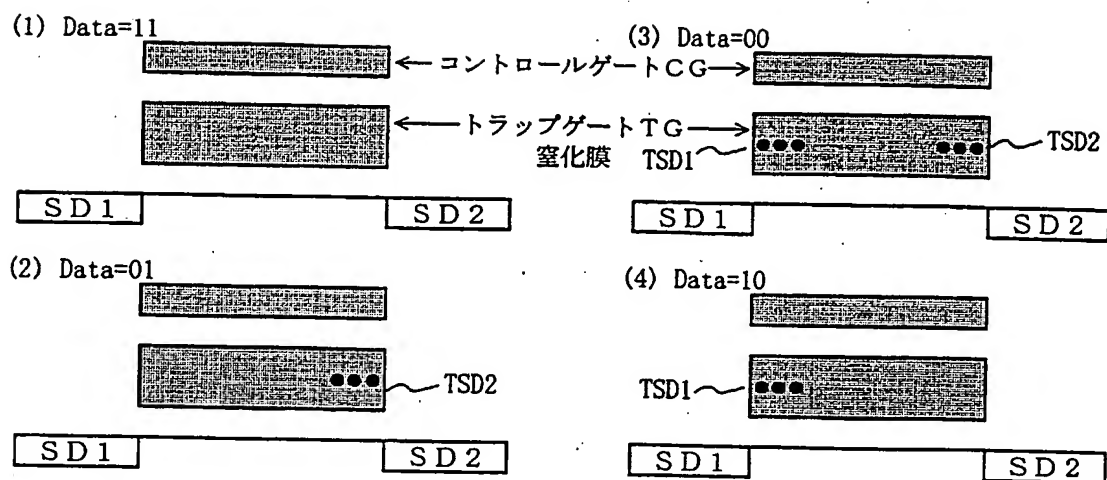 (1) Data=11
(3) Data=00
コントロールゲートCG
トラップゲートTG
窒化膜
TSD1
TSD2
SD1
SD2
SD1
SD2
(2) Data=01
(4) Data=10
TSD2
TSD1
SD1
SD2
SD1
SD2